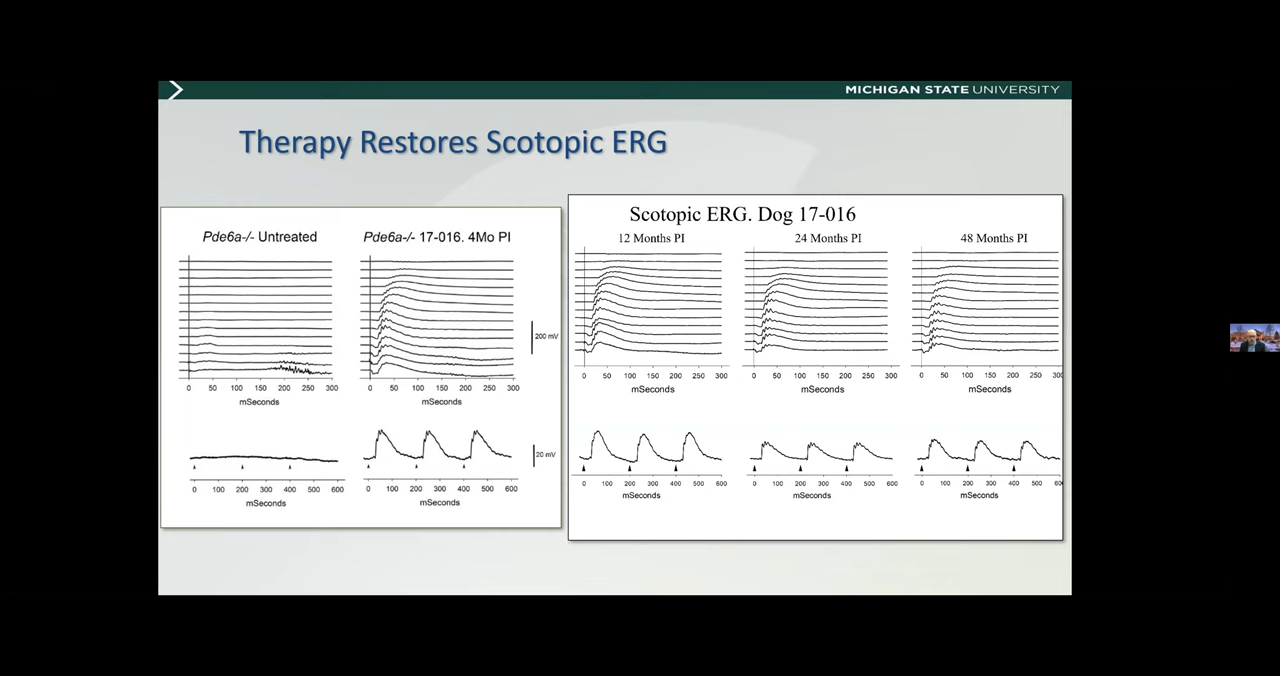 MICHIGAN STATE UNIVERSITY
Therapy Restores Scotopic ERG
Pde6a-/- Untreated
Pde6a-/- 17-016. 4Mo PI
200 mV
0 50 100 150 200 250 300
mSeconds
0 50 100 150 200 250 300
mSeconds
20 mV
0 100 200 300 400 500 600
mSeconds
0 100 200 300 400 500 600
mSeconds
Scotopic ERG. Dog 17-016
12 Months PI
24 Months PI
48 Months PI
0 50 100 150 200 250 300
mSeconds
0 50 100 150 200 250 300
mSeconds
0 50 100 150 200 250 300
mSeconds
0 100 200 300 400 500 600
mSeconds
0 100 200 300 400 500 600
mSeconds
0 100 200 300 400 500 60
mSeconds